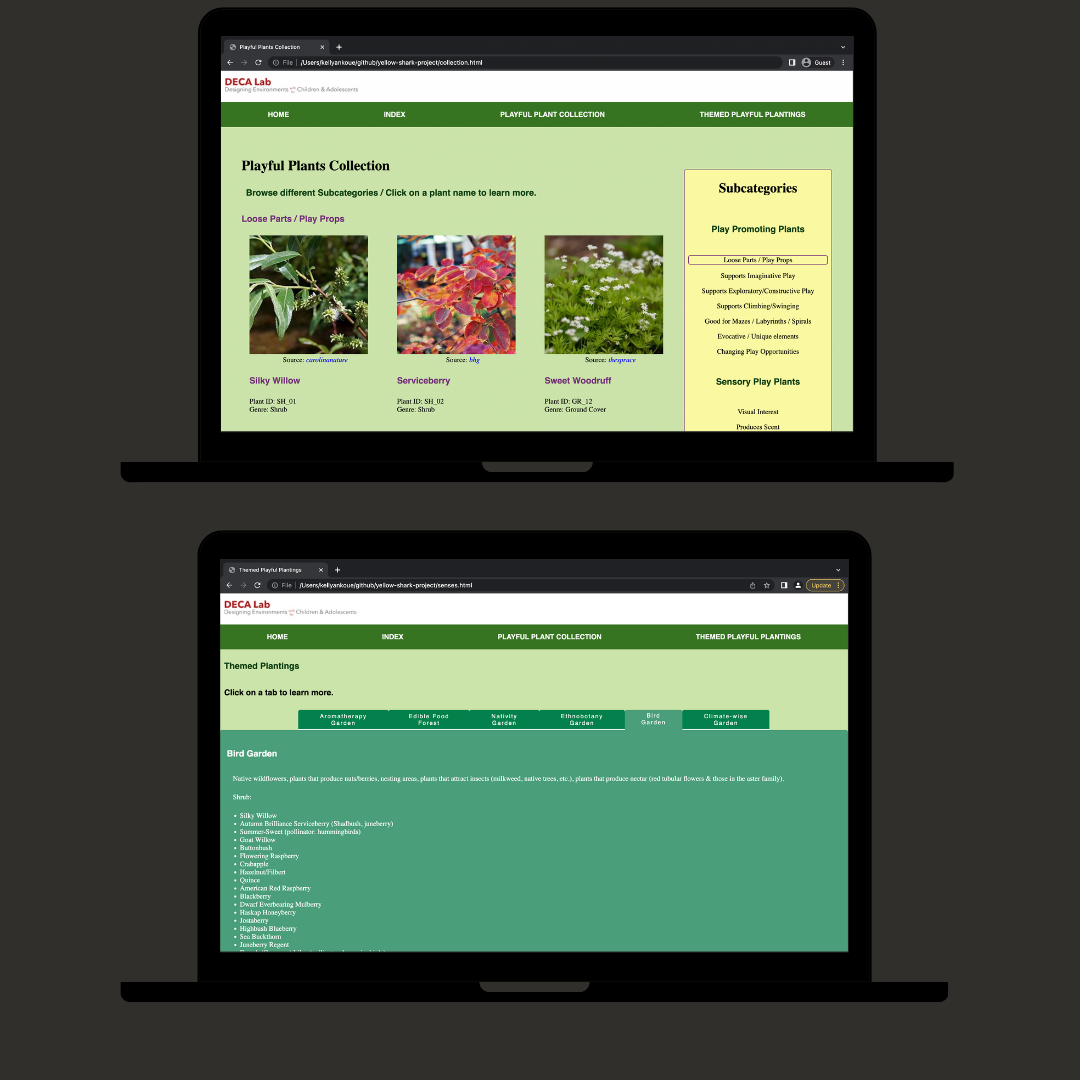 Playful Plants Collection
File | /Users/kellyankoue/github/yellow-shark-project/collection.html
Guest
DECA Lab
Designing Environments Children & Adolescents
HOME INDEX PLAYFUL PLANT COLLECTION THEMED PLAYFUL PLANTINGS
Playful Plants Collection
Browse different Subcategories / Click on a plant name to learn more.
Loose Parts / Play Props
Source: carolinanature
Silky Willow
Plant ID: SH_01
Genre: Shrub
Source: bhg
Serviceberry
Plant ID: SH_02
Genre: Shrub
Source: thespruce
Sweet Woodruff
Plant ID: GR_12
Genre: Ground Cover
Subcategories
Play Promoting Plants
Loose Parts / Play Props
Supports Imaginative Play
Supports Exploratory/Constructive Play
Supports Climbing/Swinging
Good for Mazes / Labyrinths / Spirals
Evocative / Unique elements
Changing Play Opportunities
Sensory Play Plants
Visual Interest
Produces Scent
Themed Playful Plantings
File | /Users/kellyankoue/github/yellow-shark-project/senses.html
Update
DECA Lab
Designing Environments Children & Adolescents
HOME INDEX PLAYFUL PLANT COLLECTION THEMED PLAYFUL PLANTINGS
Themed Plantings
Click on a tab to learn more.
Aromatherapy
Garden
Edible Food
Forest
Nativity
Garden
Ethnobotany
Garden
Bird
Garden
Climate-wise
Garden
Bird Garden
Native wildflowers, plants that produce nuts/berries, nesting areas, plants that attract insects (milkweed, native trees, etc.), plants that produce nectar (red tubular flowers & those in the aster family).
Shrub:
• Silky Willow
• Autumn Brilliance Serviceberry (Shadbush, juneberry)
• Summer-Sweet (pollinator: hummingbirds)
• Goat Willow
• Buttonbush
• Flowering Raspberry
• Crabapple
• Hazelnut/Filbert
• Quince
• American Red Raspberry
• Blackberry
• Dwarf Everbearing Mulberry
• Haskap Honeyberry
• Jostaberry
• Highbush Blueberry
• Sea Buckthorn
• Juneberry Regent